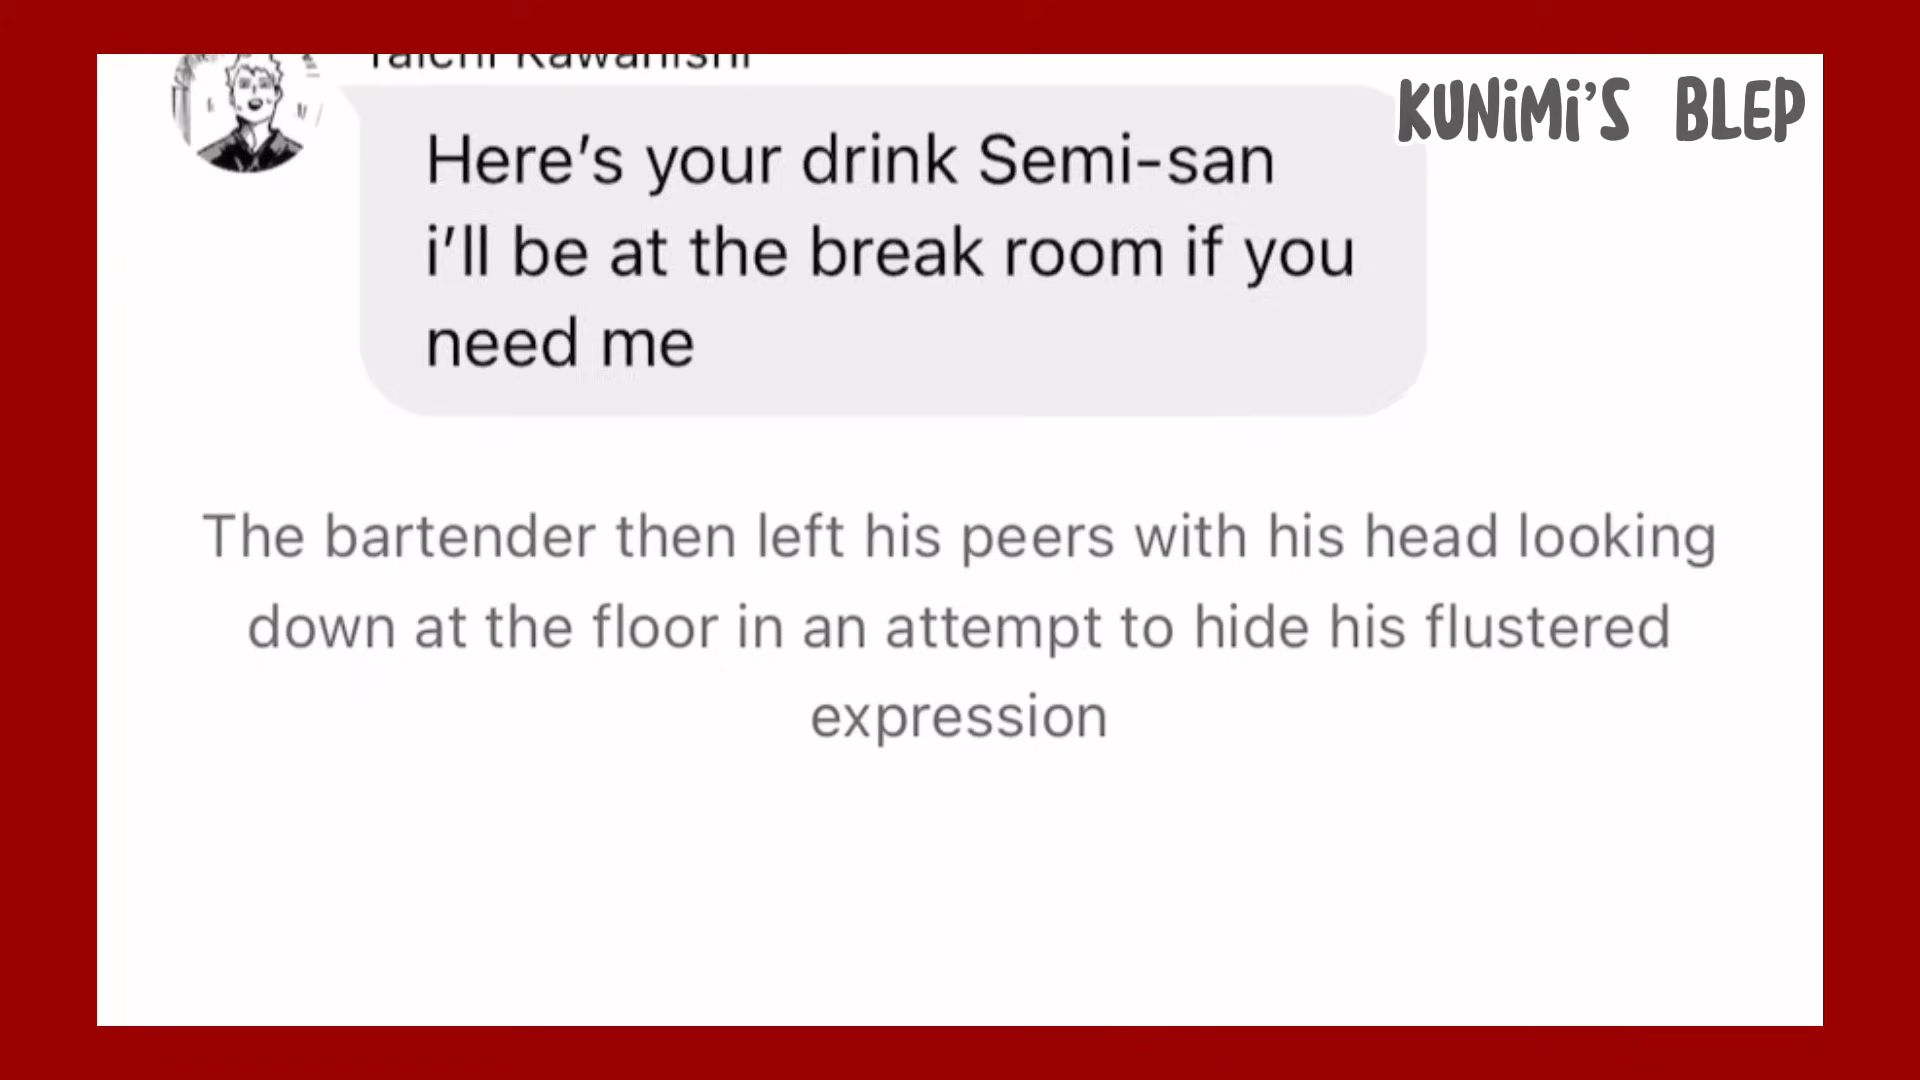 Taichi Kawanishi
KUNiMi'S BLEP
Here's your drink Semi-san
i'll be at the break room if you
need me
The bartender then left his peers with his head looking
down at the floor in an attempt to hide his flustered
expression